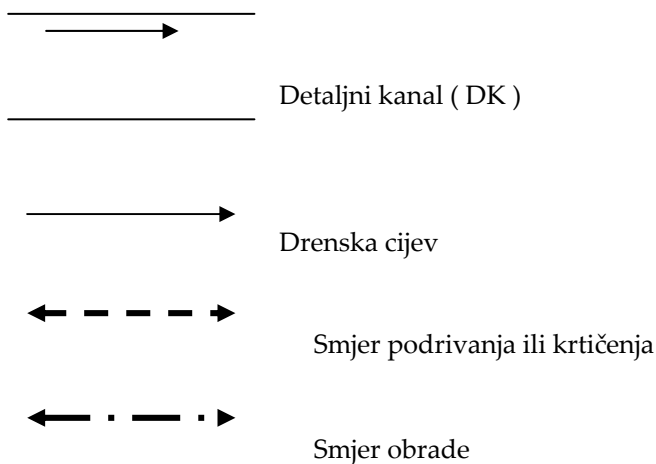 Detaljni kanal ( DK )
Drenska cijev
Smjer podrivanja ili krtičenja
Smjer obrade